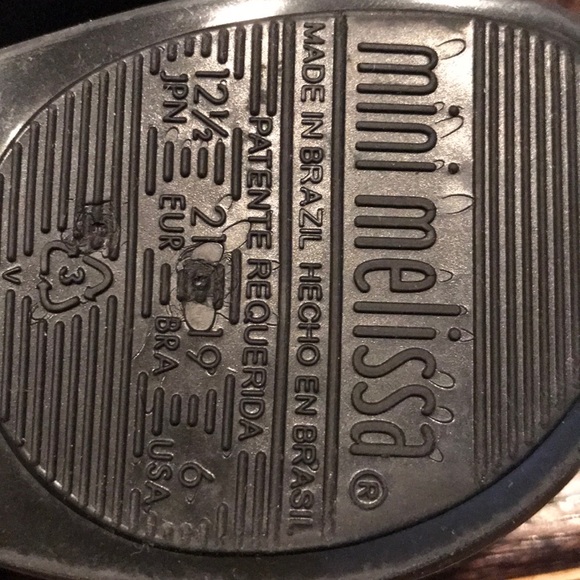 mini melissa®
MADE IN BRAZIL HECHO EN BRASIL
PATENTE REQUERIDA
12½ 21 19 6
JPN EUR BRA USA
3
V